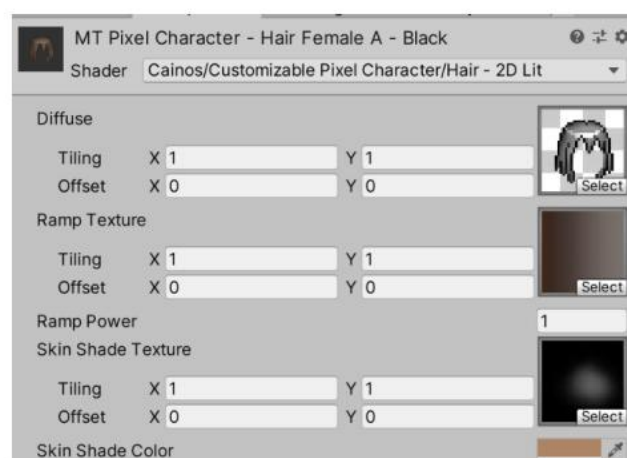 MT Pixel Character - Hair Female A - Black
Shader Cainos/Customizable Pixel Character/Hair - 2D Lit
Diffuse
Tiling X 1 Y 1
Offset X 0 Y 0
Select
Ramp Texture
Tiling X 1 Y 1
Offset X 0 Y 0
Select
Ramp Power 1
Skin Shade Texture
Tiling X 1 Y 1
Offset X 0 Y 0
Select
Skin Shade Color